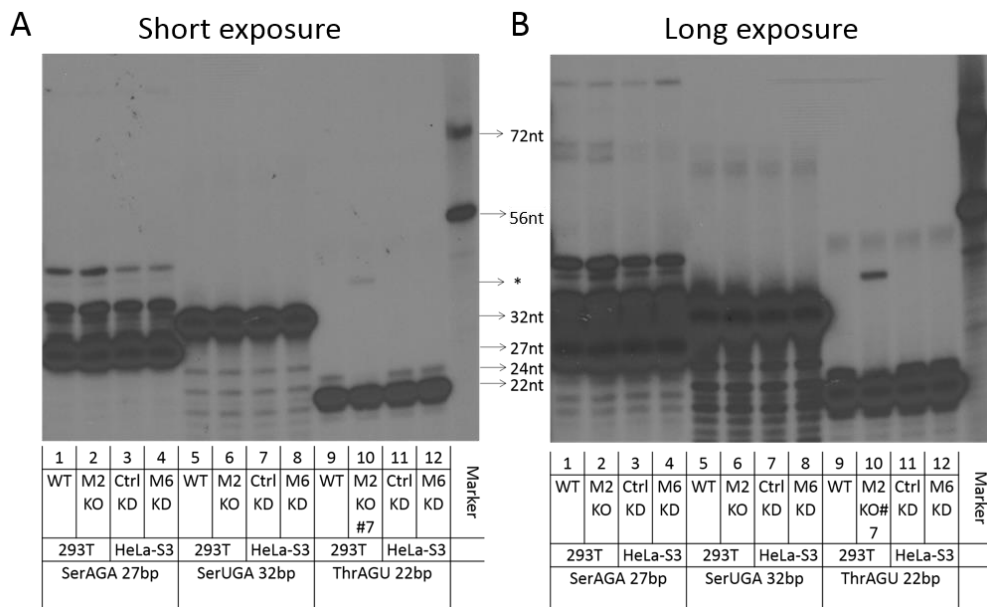 A Short exposure
B Long exposure
72nt
56nt
*
32nt
27nt
24nt
22nt
1 2 3 4 5 6 7 8 9 10 11 12 Marker
WT M2 KO Ctrl KD M6 KD WT M2 KO Ctrl KD M6 KD WT M2 KO #7 Ctrl KD M6 KD
293T HeLa-S3 293T HeLa-S3 293T HeLa-S3
SerAGA 27bp SerUGA 32bp ThrAGU 22bp
1 2 3 4 5 6 7 8 9 10 11 12 Marker
WT M2 KO Ctrl KD M6 KD WT M2 KO Ctrl KD M6 KD WT M2 KO# 7 Ctrl KD M6 KD
293T HeLa-S3 293T HeLa-S3 293T HeLa-S3
SerAGA 27bp SerUGA 32bp ThrAGU 22bp